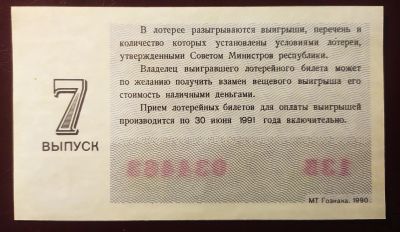 В лотерее разыгрываются выигрыши, перечень и
количество которых установлены условиями лотереи,
утвержденными Советом Министров республики.
Владелец выигравшего лотерейного билета может
по желанию получить взамен вещевого выигрыша его
стоимость наличными деньгами.
Прием лотерейных билетов для оплаты выигрышей
производится по 30 июня 1991 года включительно.
7
ВЫПУСК
МТ Гознака. 1990.